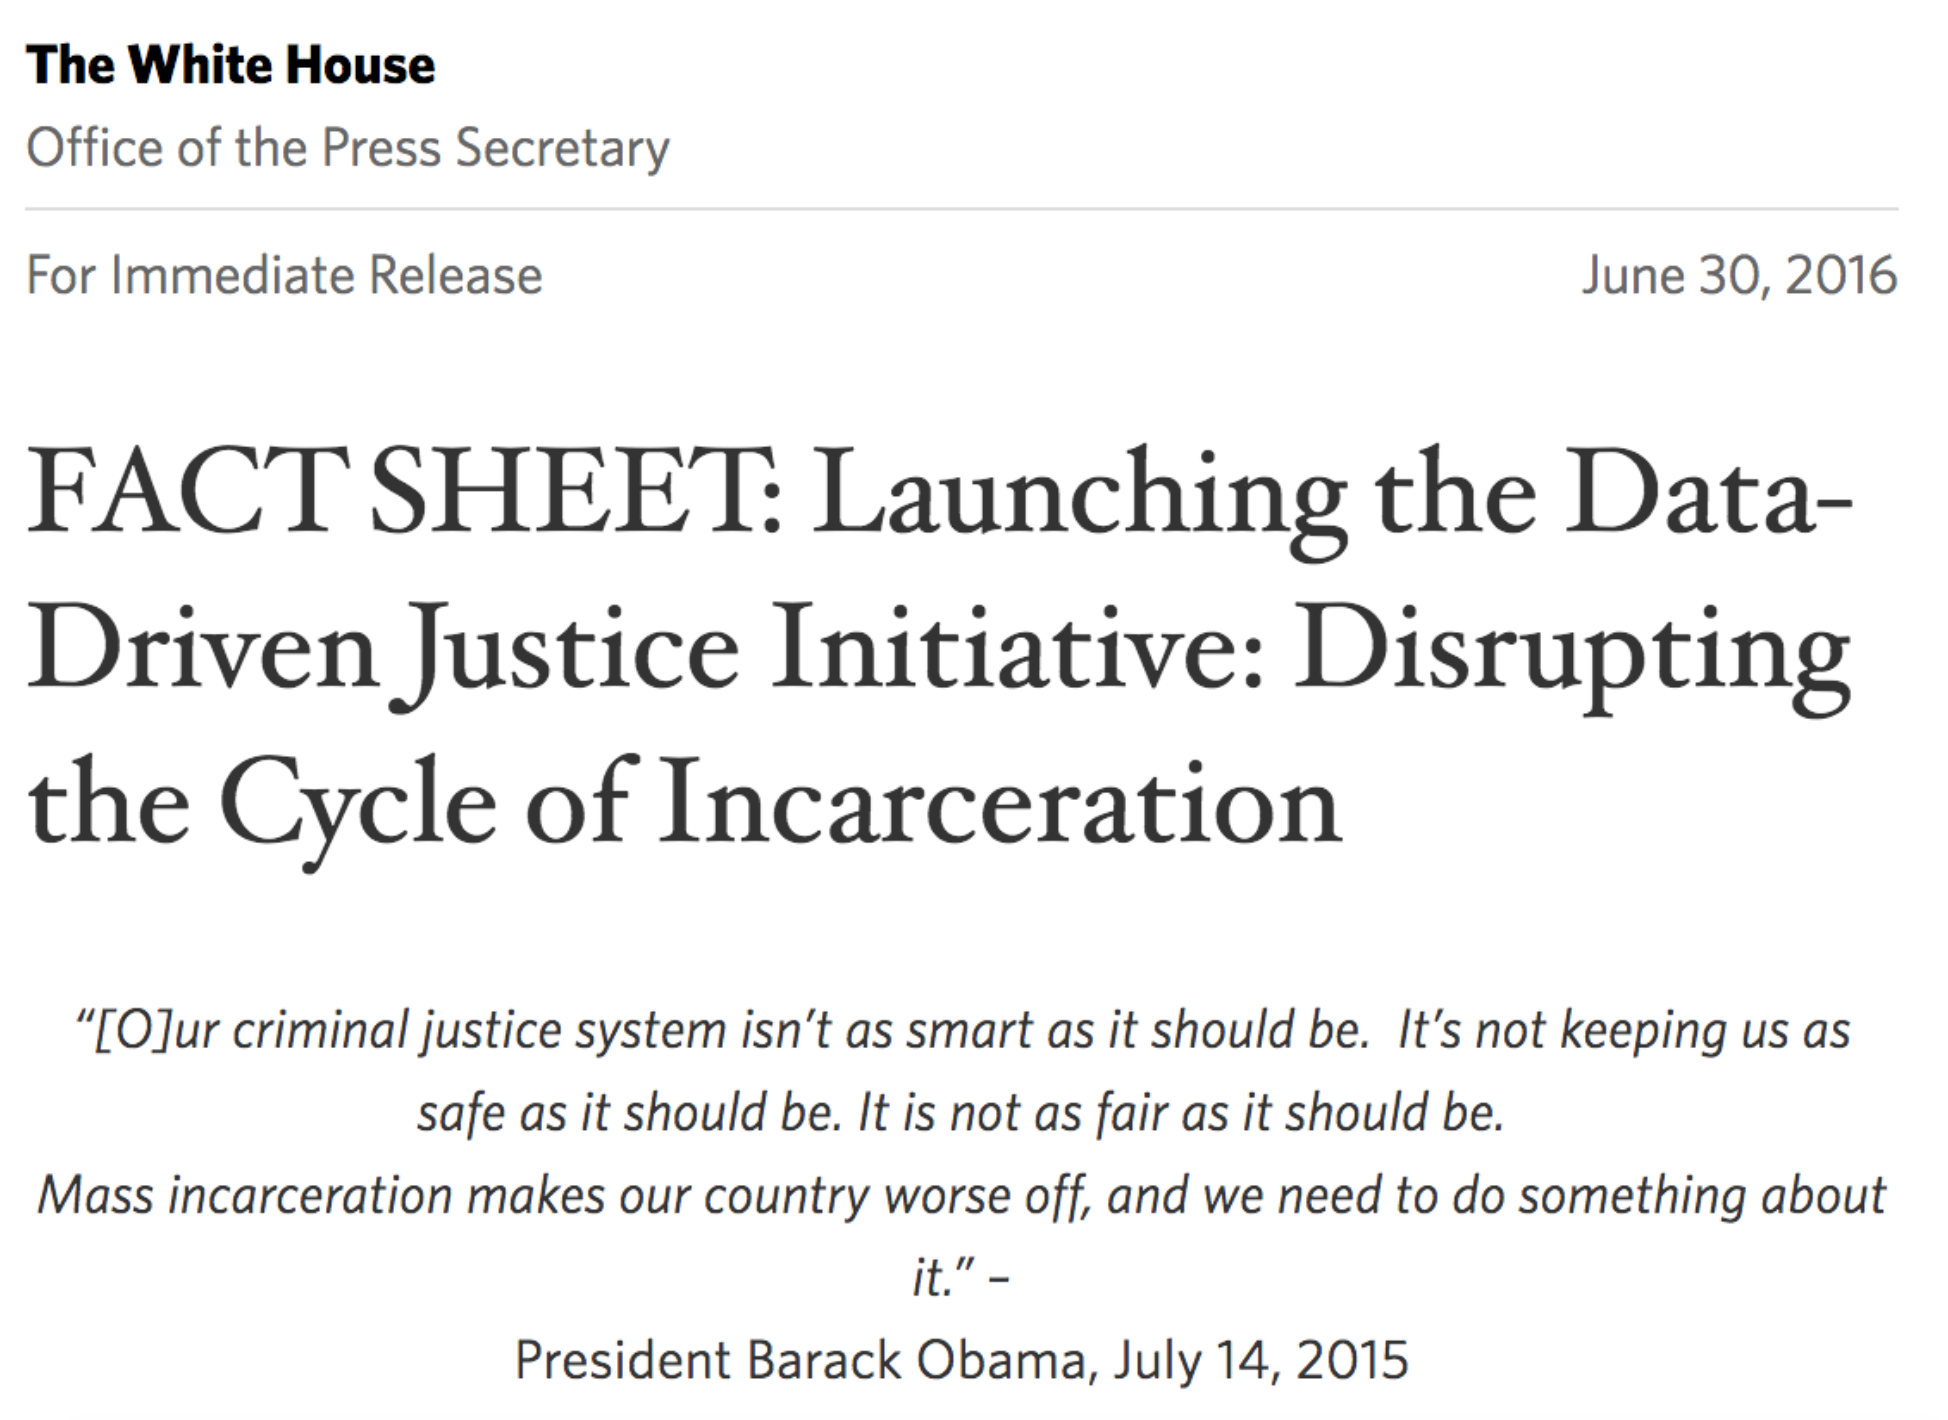 The White House
Office of the Press Secretary
For Immediate Release
June 30, 2016
FACT SHEET: Launching the Data-
Driven Justice Initiative: Disrupting
the Cycle of Incarceration
“[O]ur criminal justice system isn’t as smart as it should be.  It’s not keeping us as
safe as it should be. It is not as fair as it should be.
Mass incarceration makes our country worse off, and we need to do something about
it.” –
President Barack Obama, July 14, 2015